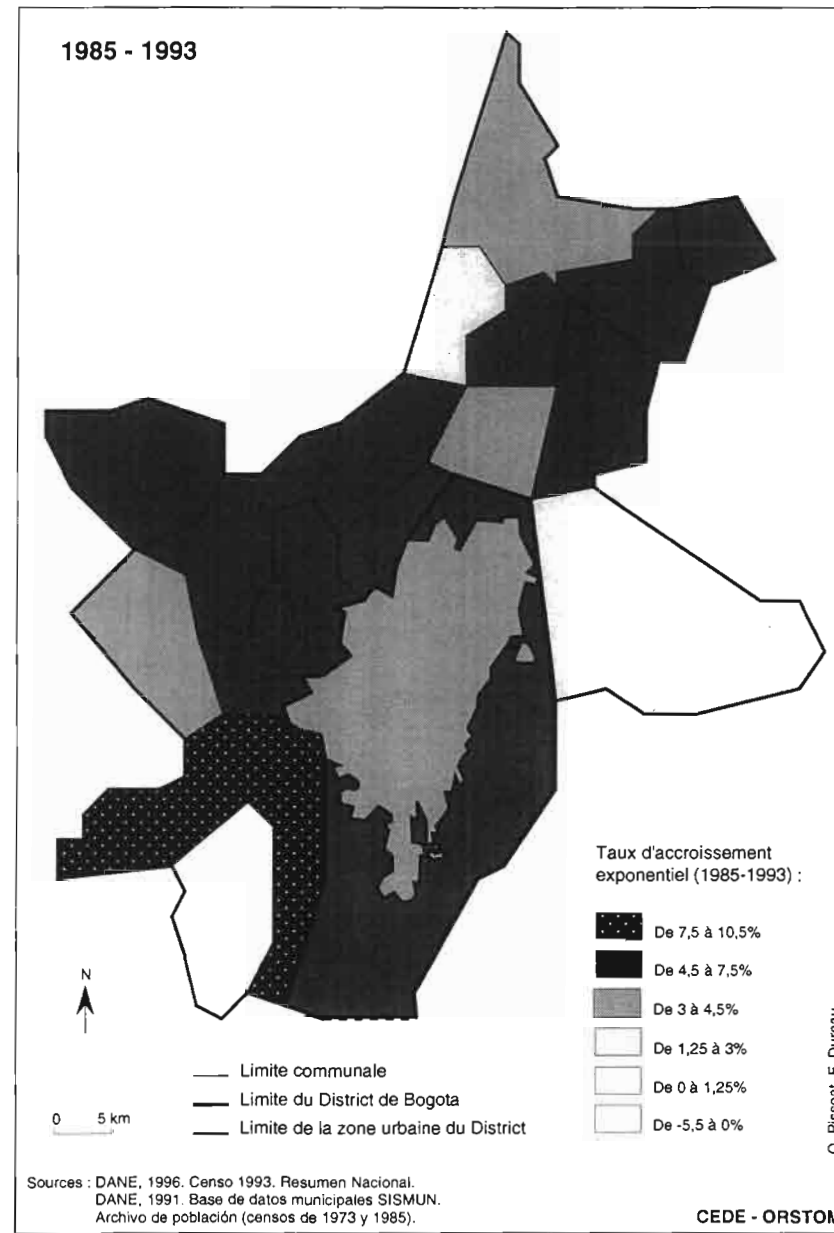 1985 - 1993
Taux d'accroissement
exponentiel (1985-1993) :
De 7,5 à 10,5%
De 4,5 à 7,5%
De 3 à 4,5%
De 1,25 à 3%
De 0 à 1,25%
De -5,5 à 0%
N
0 5 km
Limite communale
Limite du District de Bogota
Limite de la zone urbaine du District
Sources : DANE, 1996. Censo 1993. Resumen Nacional.
DANE, 1991. Base de datos municipales SISMUN.
Archivo de población (censos de 1973 y 1985).
CEDE - ORSTOM